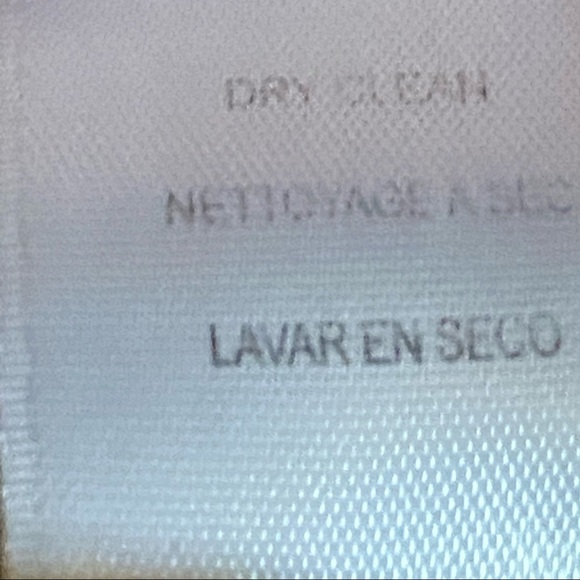 DRY CLEAN
NETTOYAGE A SEC
LAVAR EN SECO